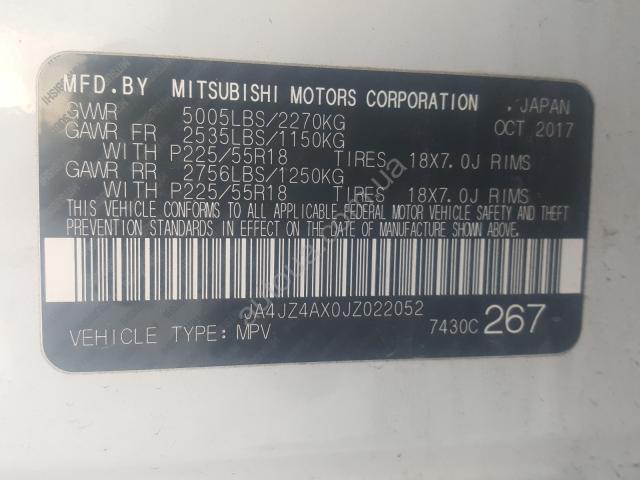 MFD.BY MITSUBISHI MOTORS CORPORATION , JAPAN
GVWR 5005LBS/2270KG OCT 2017
GAWR FR 2535LBS/1150KG
WITH P225/55R18 TIRES 18X7.0J RIMS
GAWR RR 2756LBS/1250KG
WITH P225/55R18 TIRES 18X7.0J RIMS
THIS VEHICLE CONFORMS TO ALL APPLICABLE FEDERAL MOTOR VEHICLE SAFETY AND THEFT
PREVENTION STANDARDS IN EFFECT ON THE DATE OF MANUFACTURE SHOWN ABOVE.
JA4JZ4AX0JZ022052
VEHICLE TYPE: MPV 7430C 267